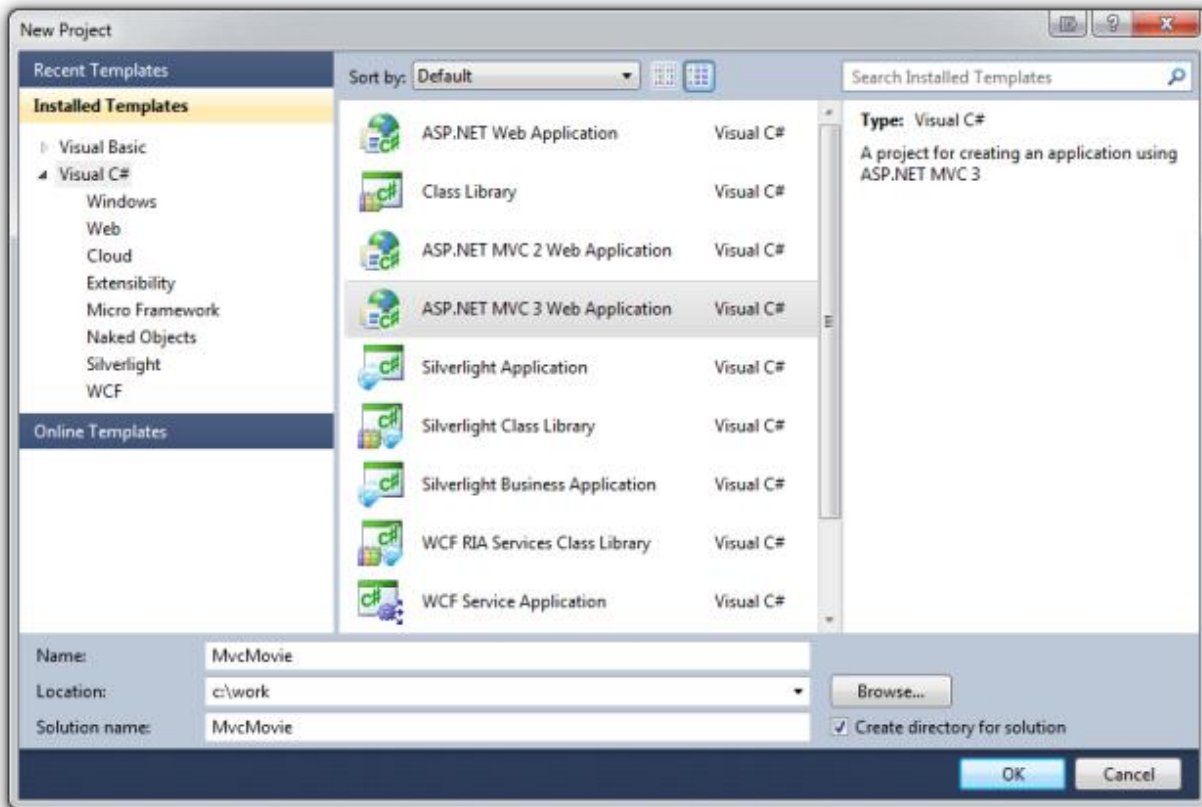 New Project
Recent Templates
Installed Templates
Visual Basic
Visual C#
Windows
Web
Cloud
Extensibility
Micro Framework
Naked Objects
Silverlight
WCF
Online Templates
Sort by: Default
ASP.NET Web Application Visual C#
Class Library Visual C#
ASP.NET MVC 2 Web Application Visual C#
ASP.NET MVC 3 Web Application Visual C#
Silverlight Application Visual C#
Silverlight Class Library Visual C#
Silverlight Business Application Visual C#
WCF RIA Services Class Library Visual C#
WCF Service Application Visual C#
Search Installed Templates
Type: Visual C#
A project for creating an application using
ASP.NET MVC 3
Name: MvcMovie
Location: c:\work Browse...
Solution name: MvcMovie Create directory for solution
OK Cancel